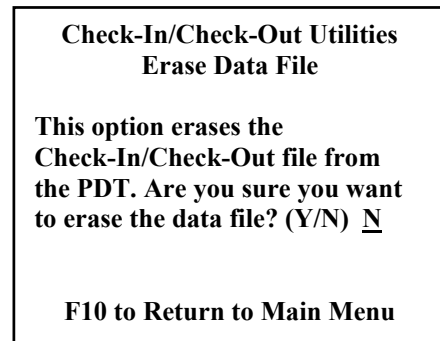 Check-In/Check-Out Utilities
Erase Data File
This option erases the
Check-In/Check-Out file from
the PDT. Are you sure you want
to erase the data file? (Y/N) N
F10 to Return to Main Menu